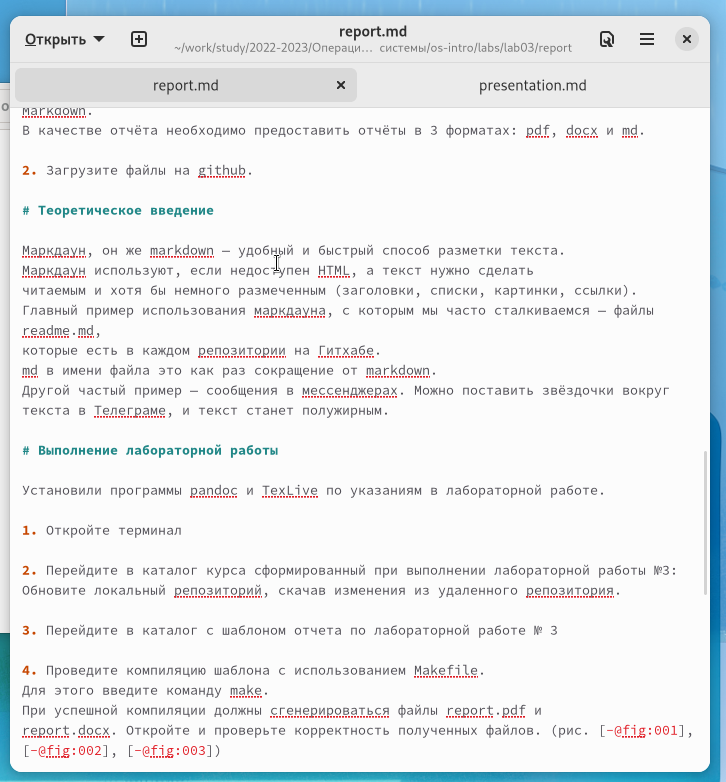 Открыть
report.md
~/work/study/2022-2023/Операци… системы/os-intro/labs/lab03/report
report.md
presentation.md
Markdown.
В качестве отчёта необходимо предоставить отчёты в 3 форматах: pdf, docx и md.
2. Загрузите файлы на github.
# Теоретическое введение
Маркдаун, он же markdown — удобный и быстрый способ разметки текста.
Маркдаун используют, если недоступен HTML, а текст нужно сделать
читаемым и хотя бы немного размеченным (заголовки, списки, картинки, ссылки).
Главный пример использования маркдауна, с которым мы часто сталкиваемся — файлы
readme.md,
которые есть в каждом репозитории на Гитхабе.
md в имени файла это как раз сокращение от markdown.
Другой частый пример — сообщения в мессенджерах. Можно поставить звёздочки вокруг
текста в Телеграме, и текст станет полужирным.
# Выполнение лабораторной работы
Установили программы pandoc и TexLive по указаниям в лабораторной работе.
1. Откройте терминал
2. Перейдите в каталог курса сформированный при выполнении лабораторной работы №3:
Обновите локальный репозиторий, скачав изменения из удаленного репозитория.
3. Перейдите в каталог с шаблоном отчета по лабораторной работе № 3
4. Проведите компиляцию шаблона с использованием Makefile.
Для этого введите команду make.
При успешной компиляции должны сгенерироваться файлы report.pdf и
report.docx. Откройте и проверьте корректность полученных файлов. (рис. [-@fig:001],
[-@fig:002], [-@fig:003])